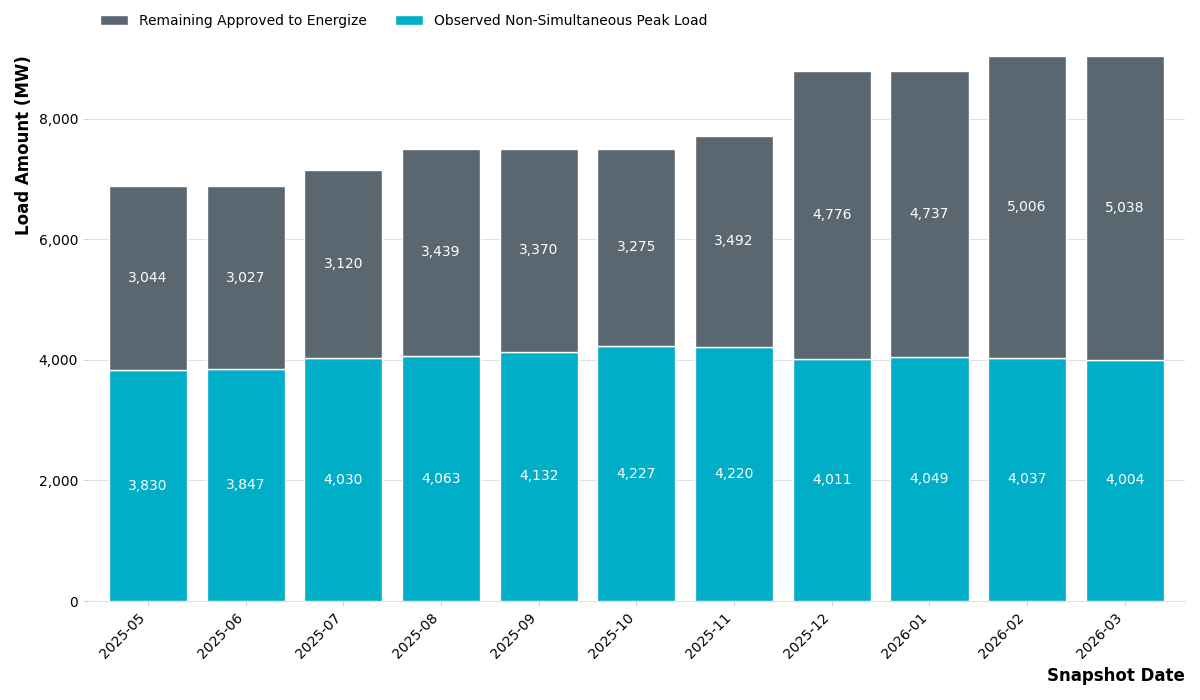 Remaining Approved to Energize Observed Non-Simultaneous Peak Load
Load Amount (MW)
8,000
6,000
4,000
2,000
0
3,044 3,027 3,120 3,439 3,370 3,275 3,492 4,776 4,737 5,006 5,038
3,830 3,847 4,030 4,063 4,132 4,227 4,220 4,011 4,049 4,037 4,004
2025-05 2025-06 2025-07 2025-08 2025-09 2025-10 2025-11 2025-12 2026-01 2026-02 2026-03
Snapshot Date